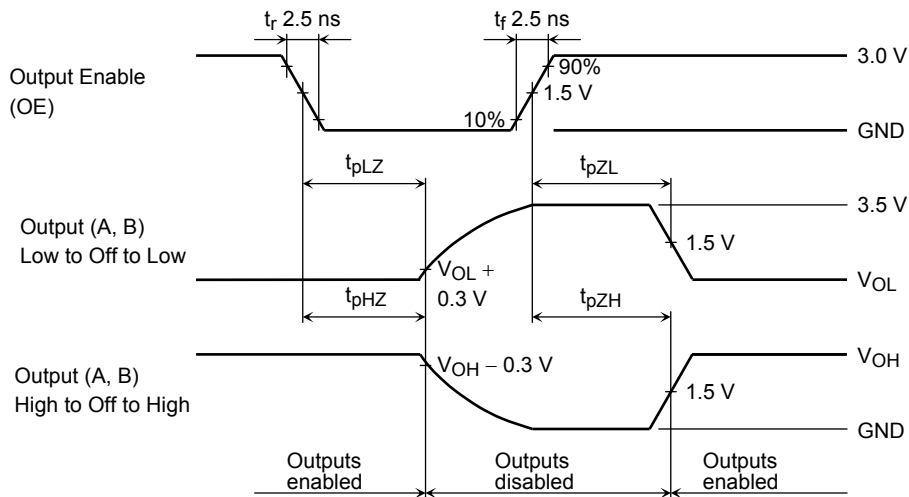 tr 2.5 ns
tf 2.5 ns
Output Enable
(OE)
90%
1.5 V
10%
3.0 V
GND
tpLZ
tpZL
Output (A, B)
Low to Off to Low
3.5 V
1.5 V
VOL +
0.3 V
VOL
tpHZ
tpZH
Output (A, B)
High to Off to High
VOH − 0.3 V
VOH
1.5 V
GND
Outputs
enabled
Outputs
disabled
Outputs
enabled